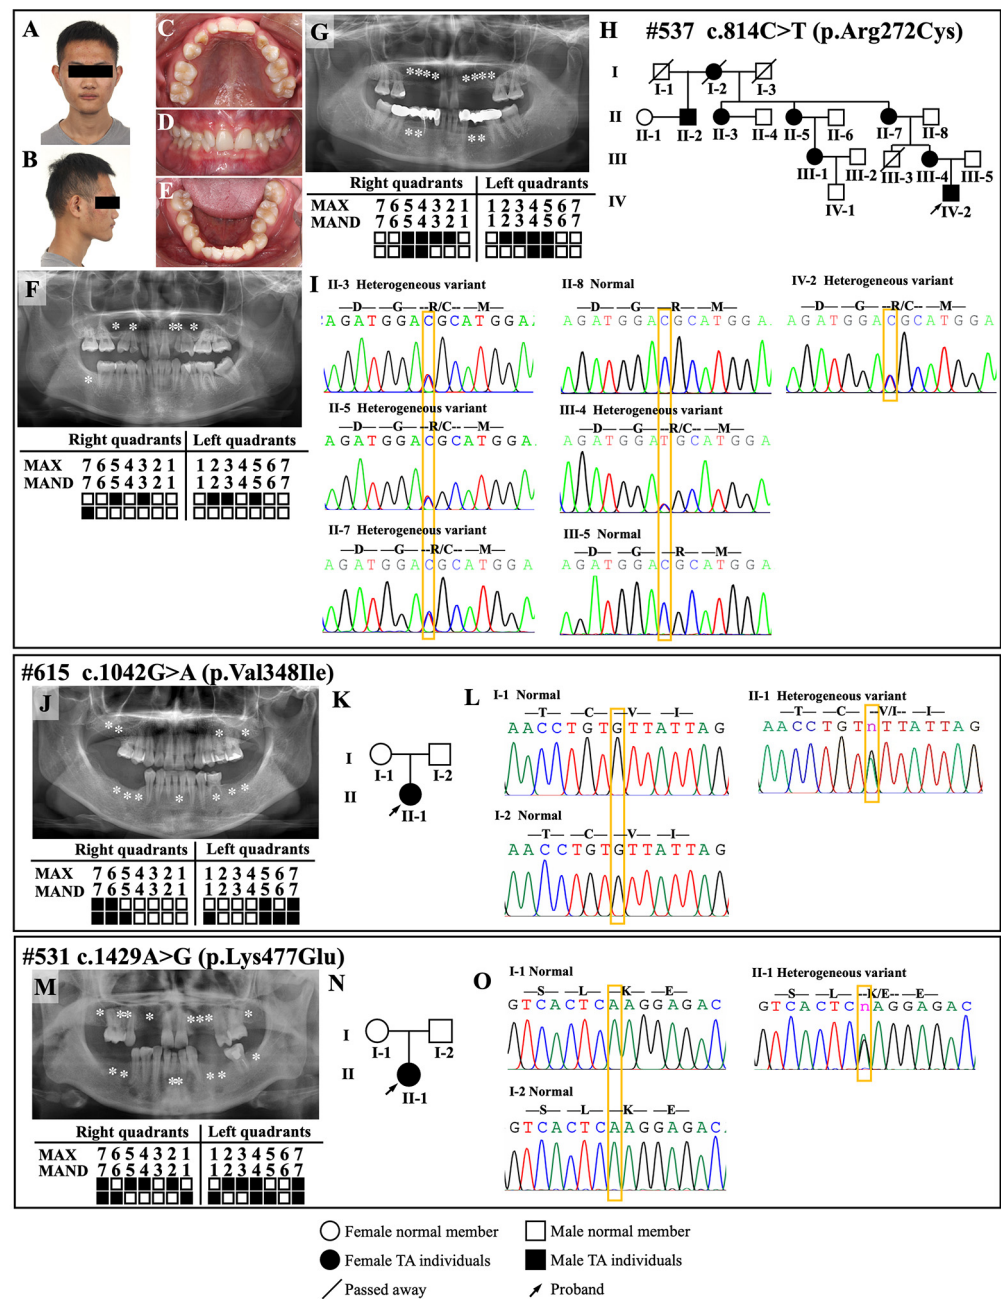 A
B
C
D
E
F
Right quadrants Left quadrants
MAX 7 6 5 4 3 2 1 1 2 3 4 5 6 7
MAND 7 6 5 4 3 2 1 1 2 3 4 5 6 7
G
Right quadrants Left quadrants
MAX 7 6 5 4 3 2 1 1 2 3 4 5 6 7
MAND 7 6 5 4 3 2 1 1 2 3 4 5 6 7
H #537 c.814C>T (p.Arg272Cys)
I
I-1 I-2 I-3
II
II-1 II-2 II-3 II-4 II-5 II-6 II-7 II-8
III
III-1 III-2 III-3 III-4 III-5
IV
IV-1 IV-2
I
II-3 Heterogeneous variant
D G R/C M
AGATGGACGCATGGA
II-8 Normal
D G R M
AGATGGACGCATGGA
IV-2 Heterogeneous variant
D G R/C M
AGATGGACGCATGGA
II-5 Heterogeneous variant
D G R/C M
AGATGGACGCATGGA
III-4 Heterogeneous variant
D G R/C M
AGATGGATGCATGGA
II-7 Heterogeneous variant
D G R/C M
AGATGGACGCATGGA
III-5 Normal
D G R M
AGATGGACGCATGGA
#615 c.1042G>A (p.Val348Ile)
J
Right quadrants Left quadrants
MAX 7 6 5 4 3 2 1 1 2 3 4 5 6 7
MAND 7 6 5 4 3 2 1 1 2 3 4 5 6 7
K
I
I-1 I-2
II
II-1
L
I-1 Normal
T C V I
AACCTGTGTTATTAG
II-1 Heterogeneous variant
T C V/I I
AACCTGTnTTATTAG
I-2 Normal
T C V I
AACCTGTGTTATTAG
#531 c.1429A>G (p.Lys477Glu)
M
Right quadrants Left quadrants
MAX 7 6 5 4 3 2 1 1 2 3 4 5 6 7
MAND 7 6 5 4 3 2 1 1 2 3 4 5 6 7
N
I
I-1 I-2
II
II-1
O
I-1 Normal
S L K E
GTCACTCAAGGAGAC
II-1 Heterogeneous variant
S L K/E E
GTCACTCnAGGAGAC
I-2 Normal
S L K E
GTCACTCAAGGAGAC
Female normal member Male normal member
Female TA individuals Male TA individuals
Passed away Proband